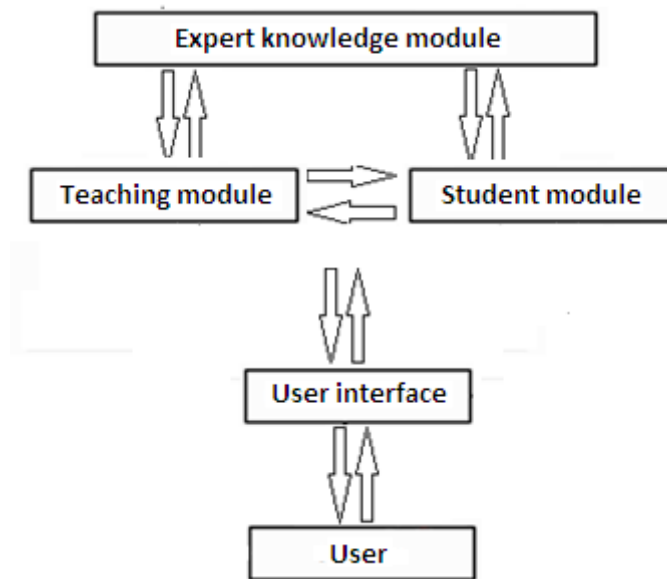 Expert knowledge module
Teaching module
Student module
User interface
User